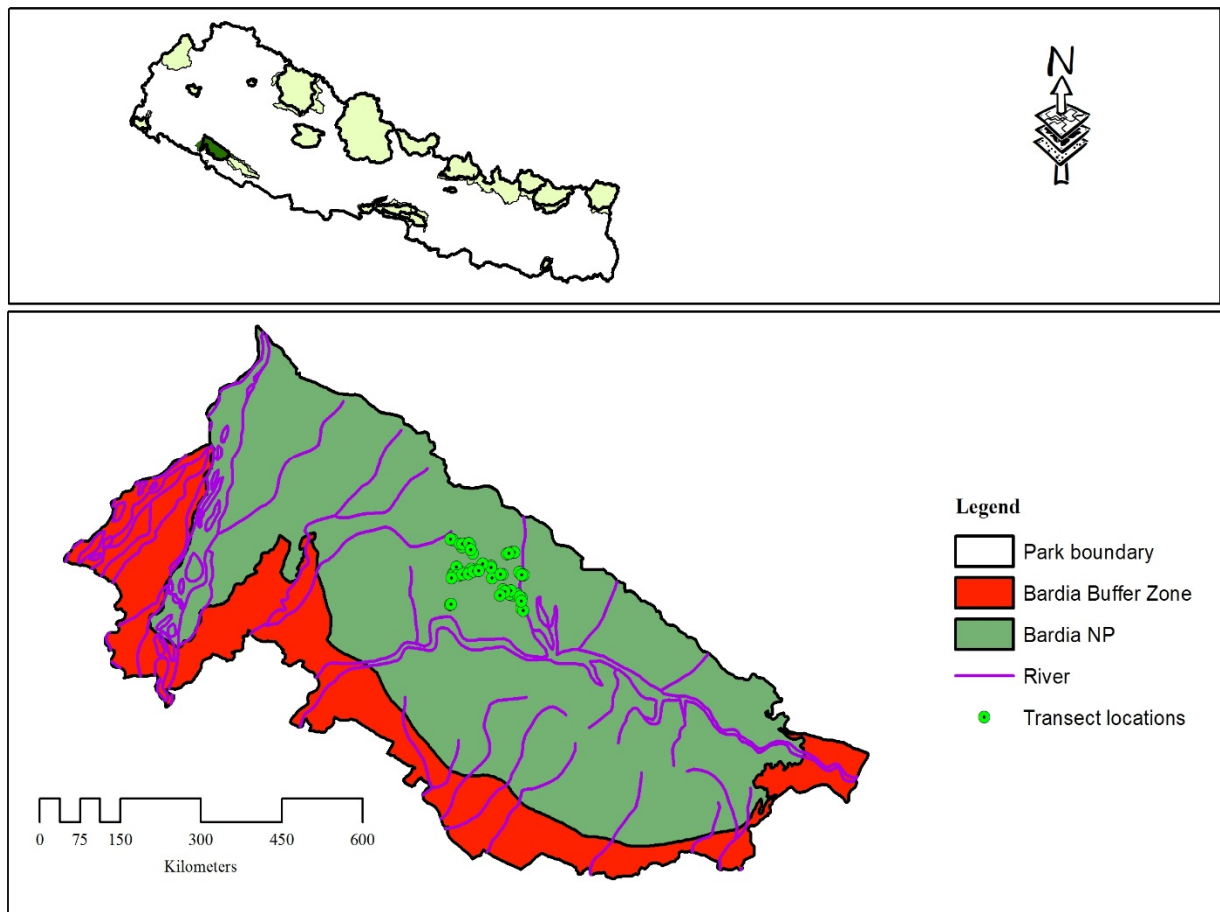 N
Legend
Park boundary
Bardia Buffer Zone
Bardia NP
River
Transect locations
0 75 150 300 450 600
Kilometers